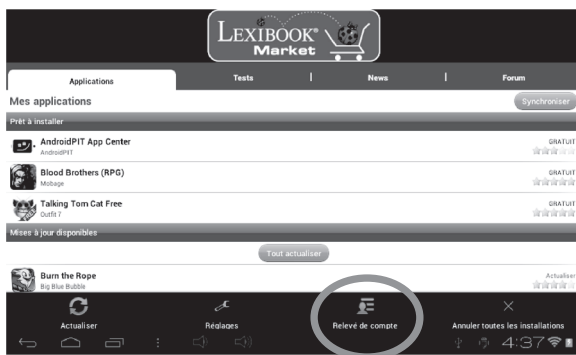 LEXIBOOK®
Market
Applications Tests | News | Forum
Mes applications Synchroniser
Prêt à installer
AndroidPIT App Center GRATUIT
AndroidPIT
Blood Brothers (RPG) GRATUIT
Mobage
Talking Tom Cat Free GRATUIT
Outfit 7
Mises à jour disponibles
Tout actualiser
Burn the Rope Actualiser
Big Blue Bubble
Actualiser Réglages Relevé de compte Annuler toutes les installations
4:37